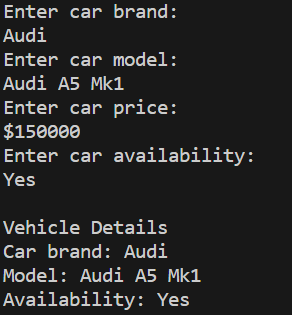 Enter car brand:
Audi
Enter car model:
Audi A5 Mk1
Enter car price:
$150000
Enter car availability:
Yes

Vehicle Details
Car brand: Audi
Model: Audi A5 Mk1
Availability: Yes